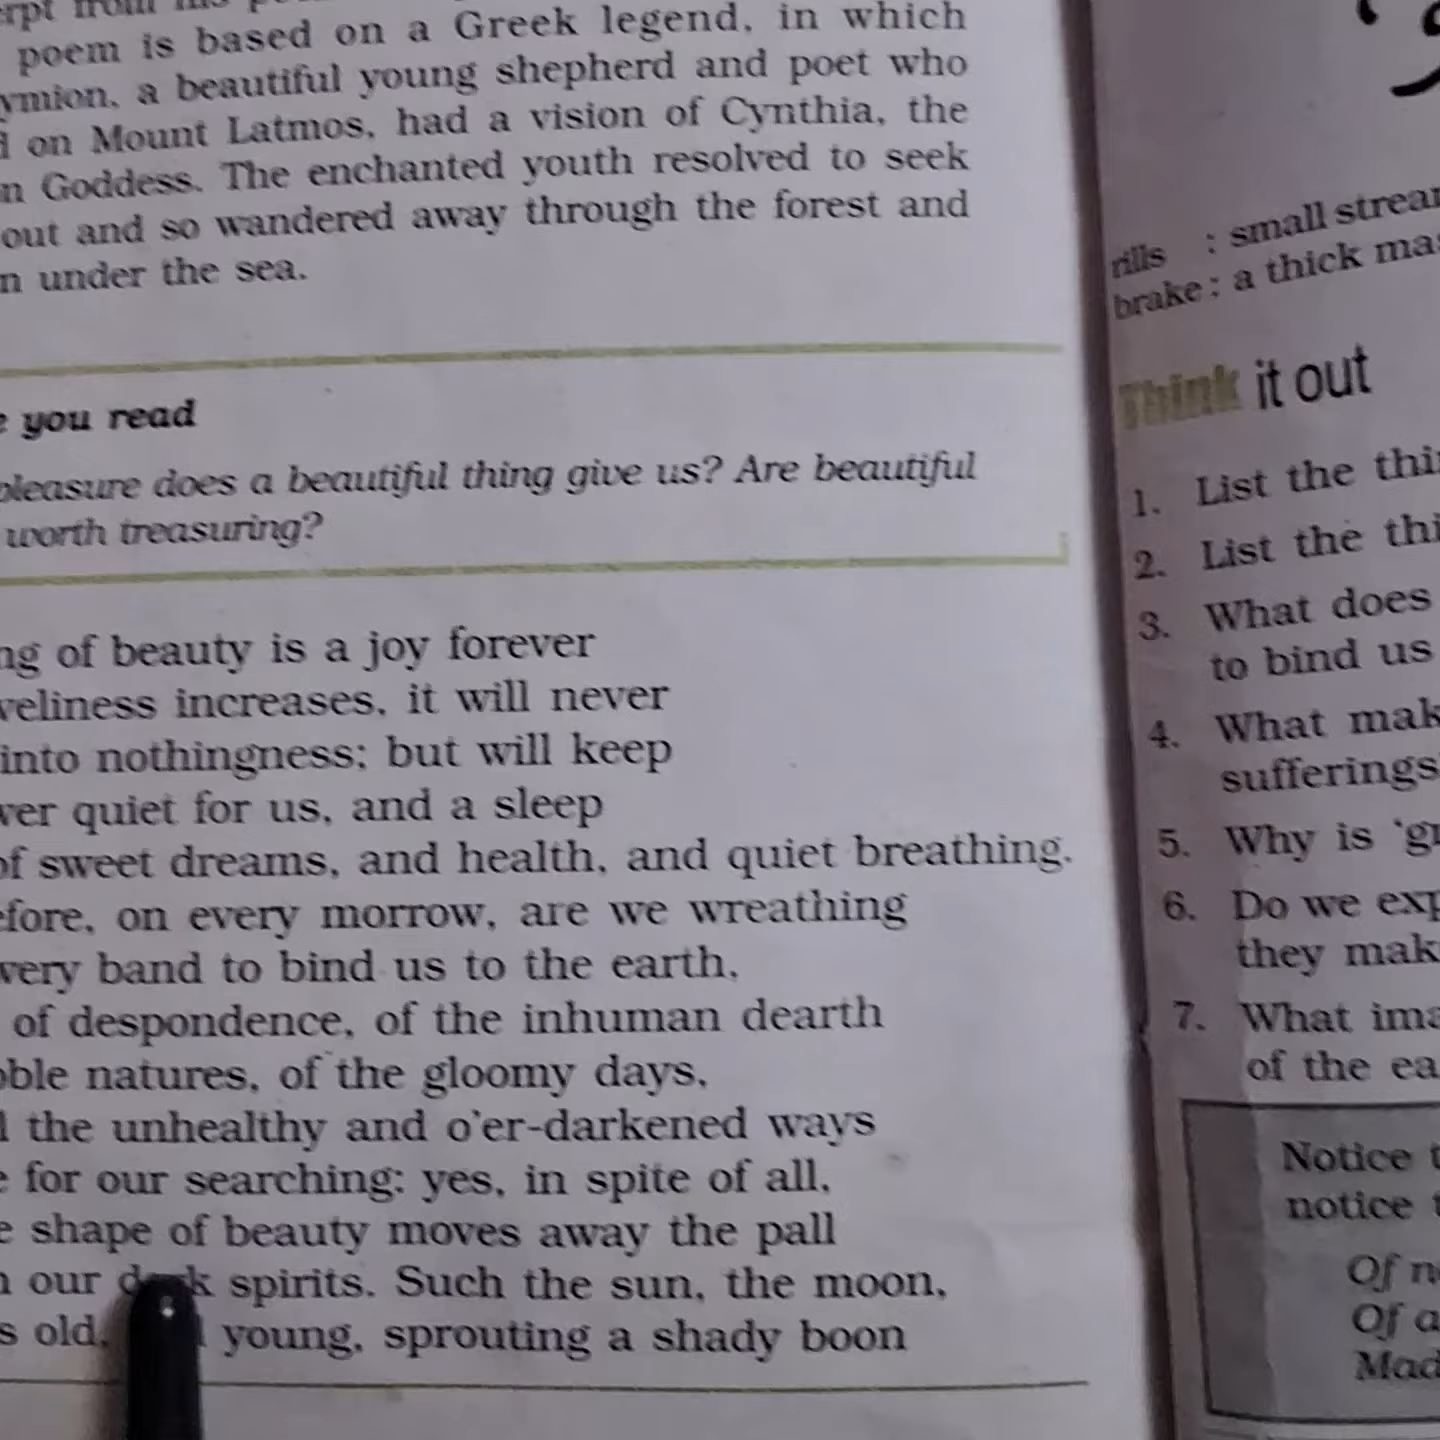 poem is based on a Greek legend, in which
ymion, a beautiful young shepherd and poet who
on Mount Latmos, had a vision of Cynthia, the
n Goddess. The enchanted youth resolved to seek
out and so wandered away through the forest and
n under the sea.
you read
pleasure does a beautiful thing give us? Are beautiful
worth treasuring?
ng of beauty is a joy forever
veliness increases, it will never
into nothingness; but will keep
wer quiet for us, and a sleep
of sweet dreams, and health, and quiet breathing.
efore, on every morrow, are we wreathing
very band to bind us to the earth,
of despondence, of the inhuman dearth
oble natures, of the gloomy days,
the unhealthy and o'er-darkened ways
for our searching: yes, in spite of all,
shape of beauty moves away the pall
our spirits. Such the sun, the moon,
s old, young, sprouting a shady boon
rills : small strea
brake : a thick ma
Think it out
1. List the thi
2. List the thi
3. What does
to bind us
4. What mak
sufferings
5. Why is 'gr
6. Do we exp
they mak
7. What ima
of the ea
Notice t
notice t
Of n
Of a
Mad